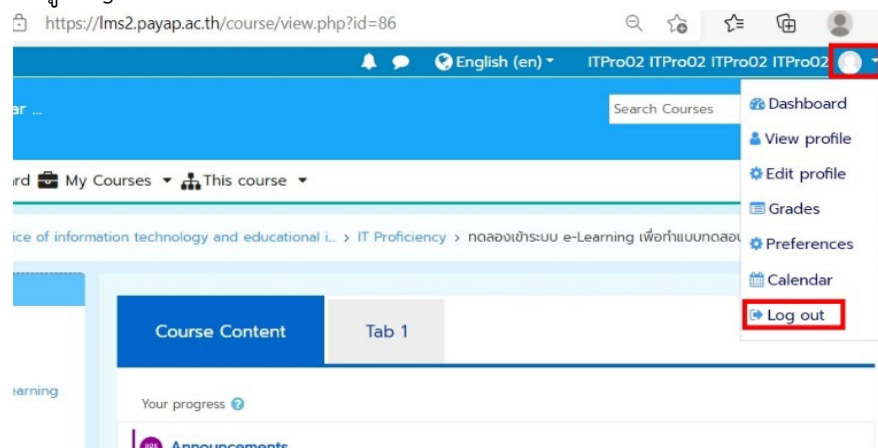 https://lms2.payap.ac.th/course/view.php?id=86
English (en)
ITPro02 ITPro02 ITPro02 ITPro02
ar ...
Search Courses
Dashboard
View profile
Edit profile
Grades
Preferences
Calendar
Log out
rd My Courses This course
ice of information technology and educational i... > IT Proficiency > ทดลองเข้าระบบ e-Learning เพื่อทำแบบทดสอบ
Course Content
Tab 1
earning
Your progress
Announcements